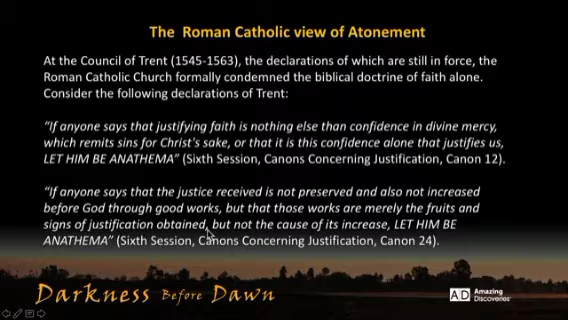 The Roman Catholic view of Atonement
At the Council of Trent (1545-1563), the declarations of which are still in force, the
Roman Catholic Church formally condemned the biblical doctrine of faith alone.
Consider the following declarations of Trent:
“If anyone says that justifying faith is nothing else than confidence in divine mercy,
which remits sins for Christ's sake, or that it is this confidence alone that justifies us,
LET HIM BE ANATHEMA” (Sixth Session, Canons Concerning Justification, Canon 12).
“If anyone says that the justice received is not preserved and also not increased
before God through good works, but that those works are merely the fruits and
signs of justification obtained, but not the cause of its increase, LET HIM BE
ANATHEMA” (Sixth Session, Canons Concerning Justification, Canon 24).
Darkness Before Dawn
AD Amazing
Discoveries